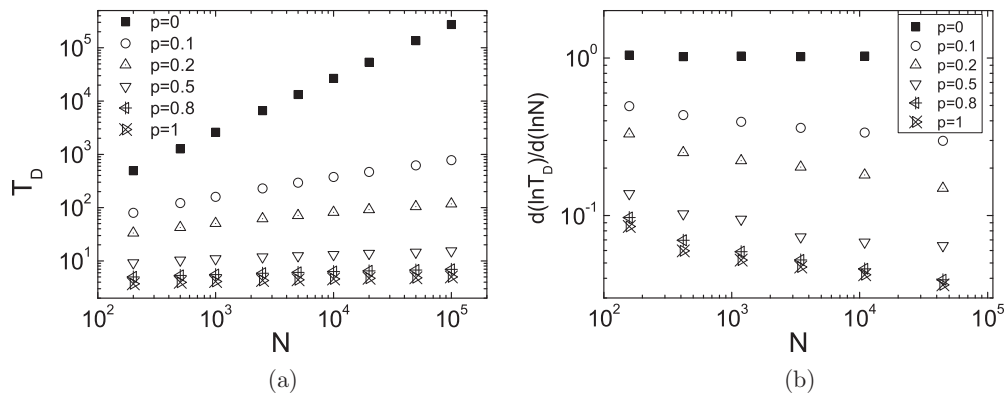 p=0
p=0.1
p=0.2
p=0.5
p=0.8
p=1
10^5
10^4
10^3
10^2
10^1
T_D
10^2
10^3
10^4
10^5
N
(a)
p=0
p=0.1
p=0.2
p=0.5
p=0.8
p=1
10^0
10^-1
d(lnT_D)/d(lnN)
10^2
10^3
10^4
10^5
N
(b)